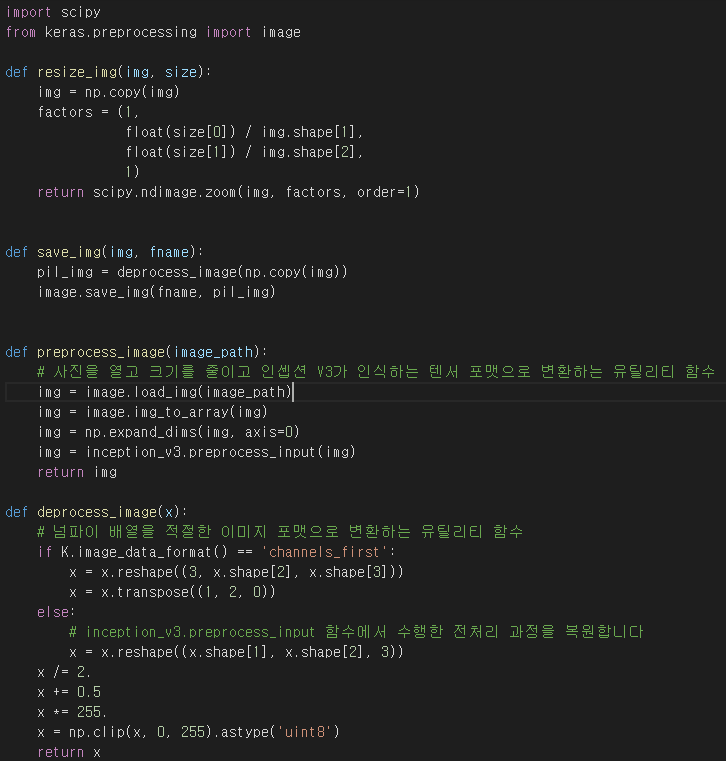 import scipy
from keras.preprocessing import image
def resize_img(img, size):
    img = np.copy(img)
    factors = (1,
               float(size[0]) / img.shape[1],
               float(size[1]) / img.shape[2],
               1)
    return scipy.ndimage.zoom(img, factors, order=1)
def save_img(img, fname):
    pil_img = deprocess_image(np.copy(img))
    image.save_img(fname, pil_img)
def preprocess_image(image_path):
    # 사진을 열고 크기를 줄이고 인셉션 V3가 인식하는 텐서 포맷으로 변환하는 유틸리티 함수
    img = image.load_img(image_path)
    img = image.img_to_array(img)
    img = np.expand_dims(img, axis=0)
    img = inception_v3.preprocess_input(img)
    return img
def deprocess_image(x):
    # 넘파이 배열을 적절한 이미지 포맷으로 변환하는 유틸리티 함수
    if K.image_data_format() == 'channels_first':
        x = x.reshape((3, x.shape[2], x.shape[3]))
        x = x.transpose((1, 2, 0))
    else:
        # inception_v3.preprocess_input 함수에서 수행한 전처리 과정을 복원합니다
        x = x.reshape((x.shape[1], x.shape[2], 3))
    x /= 2.
    x += 0.5
    x *= 255.
    x = np.clip(x, 0, 255).astype('uint8')
    return x